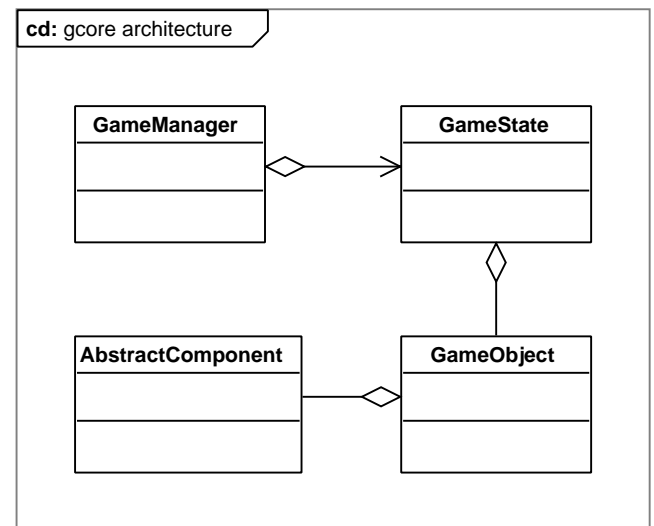 cd: gcore architecture
GameManager
GameState
AbstractComponent
GameObject